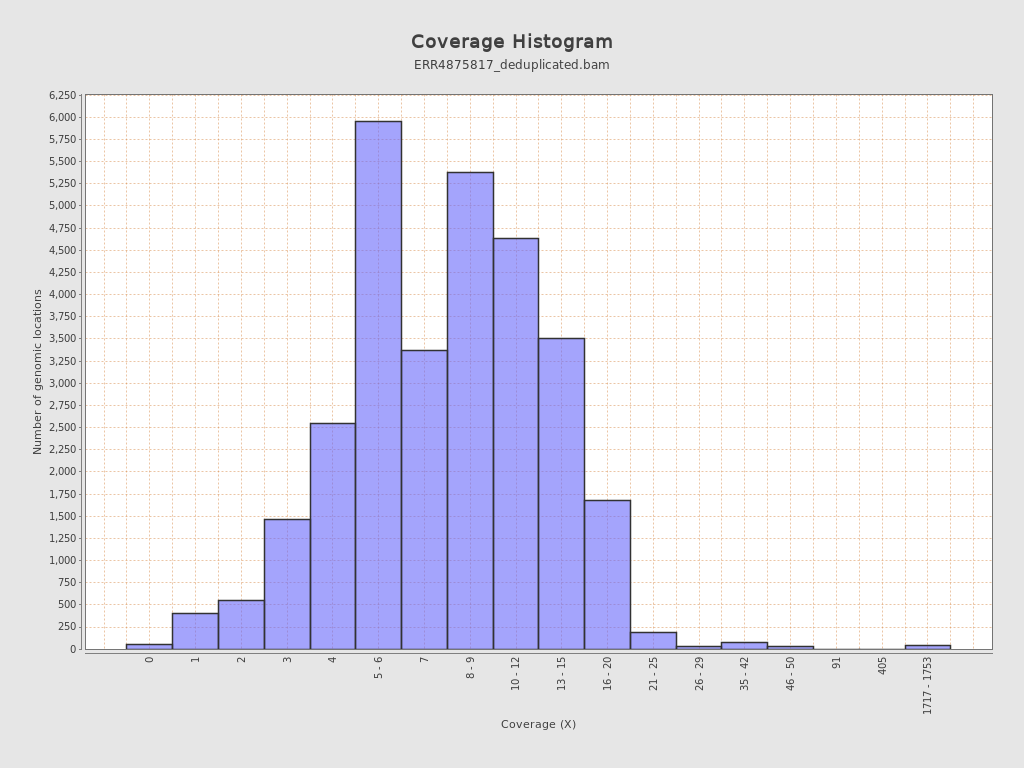 Coverage Histogram
ERR4875817_deduplicated.bam
6,250
6,000
5,750
5,500
5,250
5,000
4,750
4,500
4,250
4,000
3,750
3,500
3,250
3,000
2,750
2,500
2,250
2,000
1,750
1,500
1,250
1,000
750
500
250
0
Number of genomic locations
0
1
2
3
4
5 - 6
7
8 - 9
10 - 12
13 - 15
16 - 20
21 - 25
26 - 29
35 - 42
46 - 50
91
405
1717 - 1753
Coverage (X)